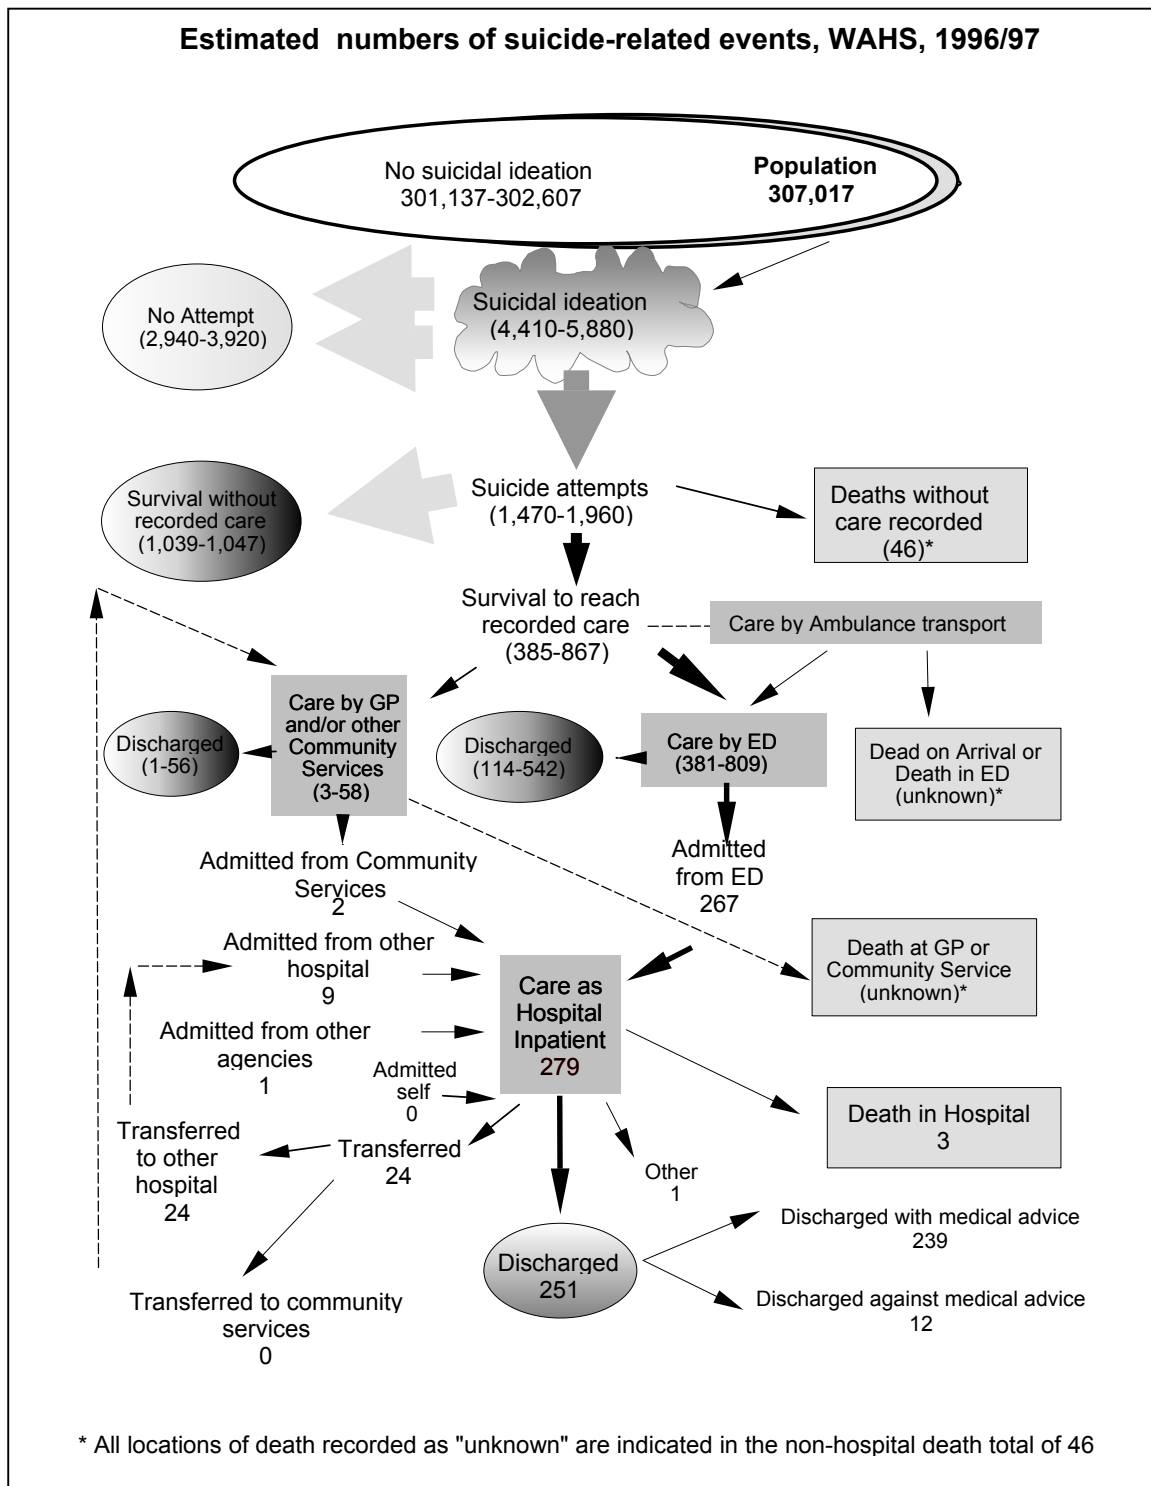 Estimated numbers of suicide-related events, WAHS, 1996/97
No suicidal ideation
301,137-302,607
Population
307,017
Suicidal ideation
(4,410-5,880)
No Attempt
(2,940-3,920)
Survival without
recorded care
(1,039-1,047)
Suicide attempts
(1,470-1,960)
Deaths without
care recorded
(46)*
Survival to reach
recorded care
(385-867)
Care by Ambulance transport
Care by GP
and/or other
Community
Services
(3-58)
Discharged
(1-56)
Discharged
(114-542)
Care by ED
(381-809)
Dead on Arrival or
Death in ED
(unknown)*
Admitted from Community
Services
2
Admitted
from ED
267
Admitted from other
hospital
9
Care as
Hospital
Inpatient
279
Death at GP or
Community Service
(unknown)*
Admitted from other
agencies
1
Admitted
self
0
Death in Hospital
3
Transferred
to other
hospital
24
Transferred
24
Other
1
Discharged
251
Discharged with medical advice
239
Discharged against medical advice
12
Transferred to community
services
0
* All locations of death recorded as "unknown" are indicated in the non-hospital death total of 46